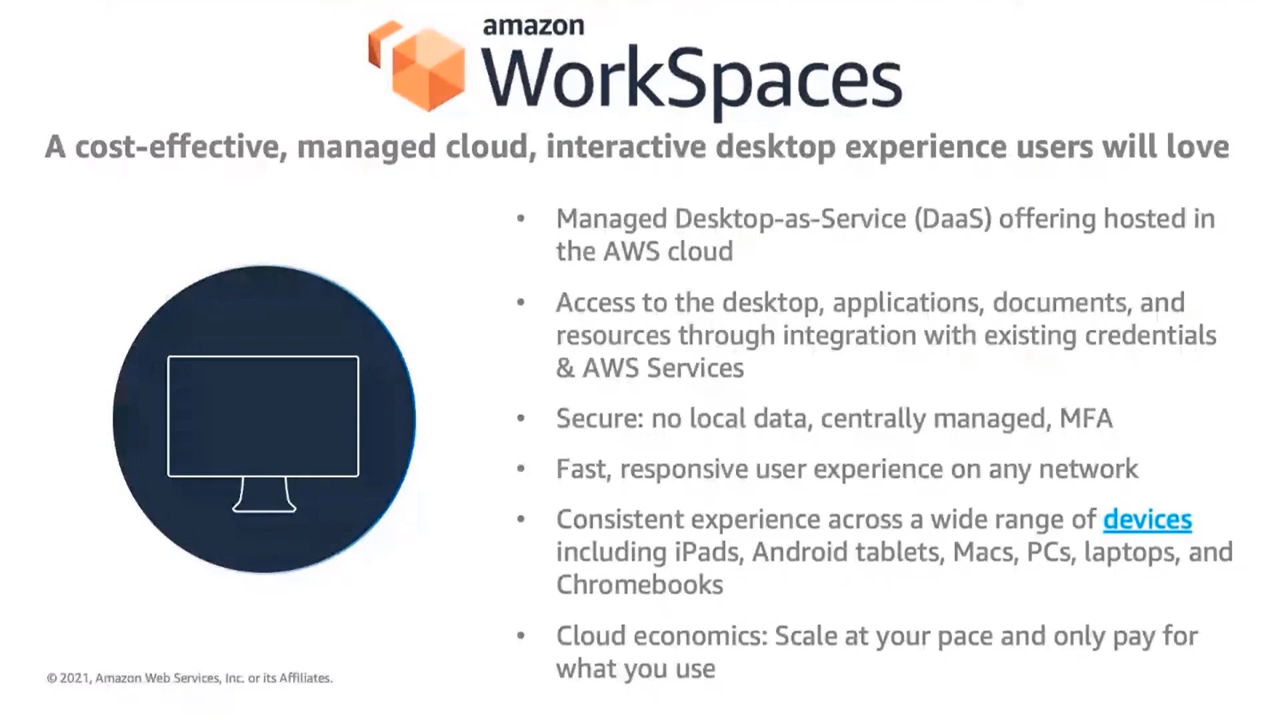 amazon
WorkSpaces
A cost-effective, managed cloud, interactive desktop experience users will love
• Managed Desktop-as-Service (DaaS) offering hosted in
the AWS cloud
• Access to the desktop, applications, documents, and
resources through integration with existing credentials
& AWS Services
• Secure: no local data, centrally managed, MFA
• Fast, responsive user experience on any network
• Consistent experience across a wide range of devices
including iPads, Android tablets, Macs, PCs, laptops, and
Chromebooks
• Cloud economics: Scale at your pace and only pay for
what you use
© 2021, Amazon Web Services, Inc. or its Affiliates.